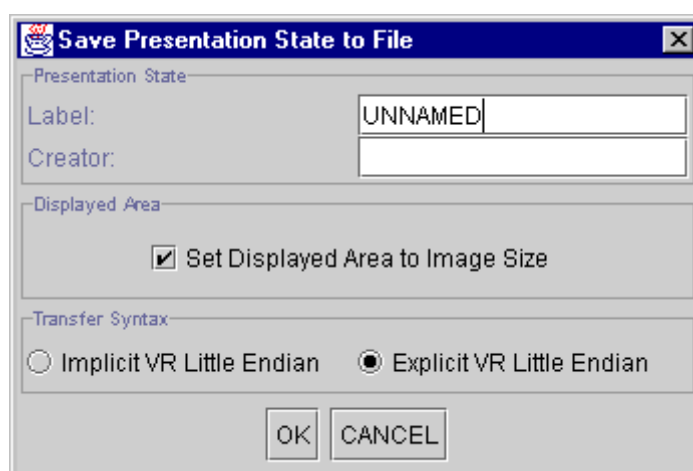 Save Presentation State to File
Presentation State
Label: UNNAMED
Creator:
Displayed Area
Set Displayed Area to Image Size
Transfer Syntax
Implicit VR Little Endian Explicit VR Little Endian
OK CANCEL